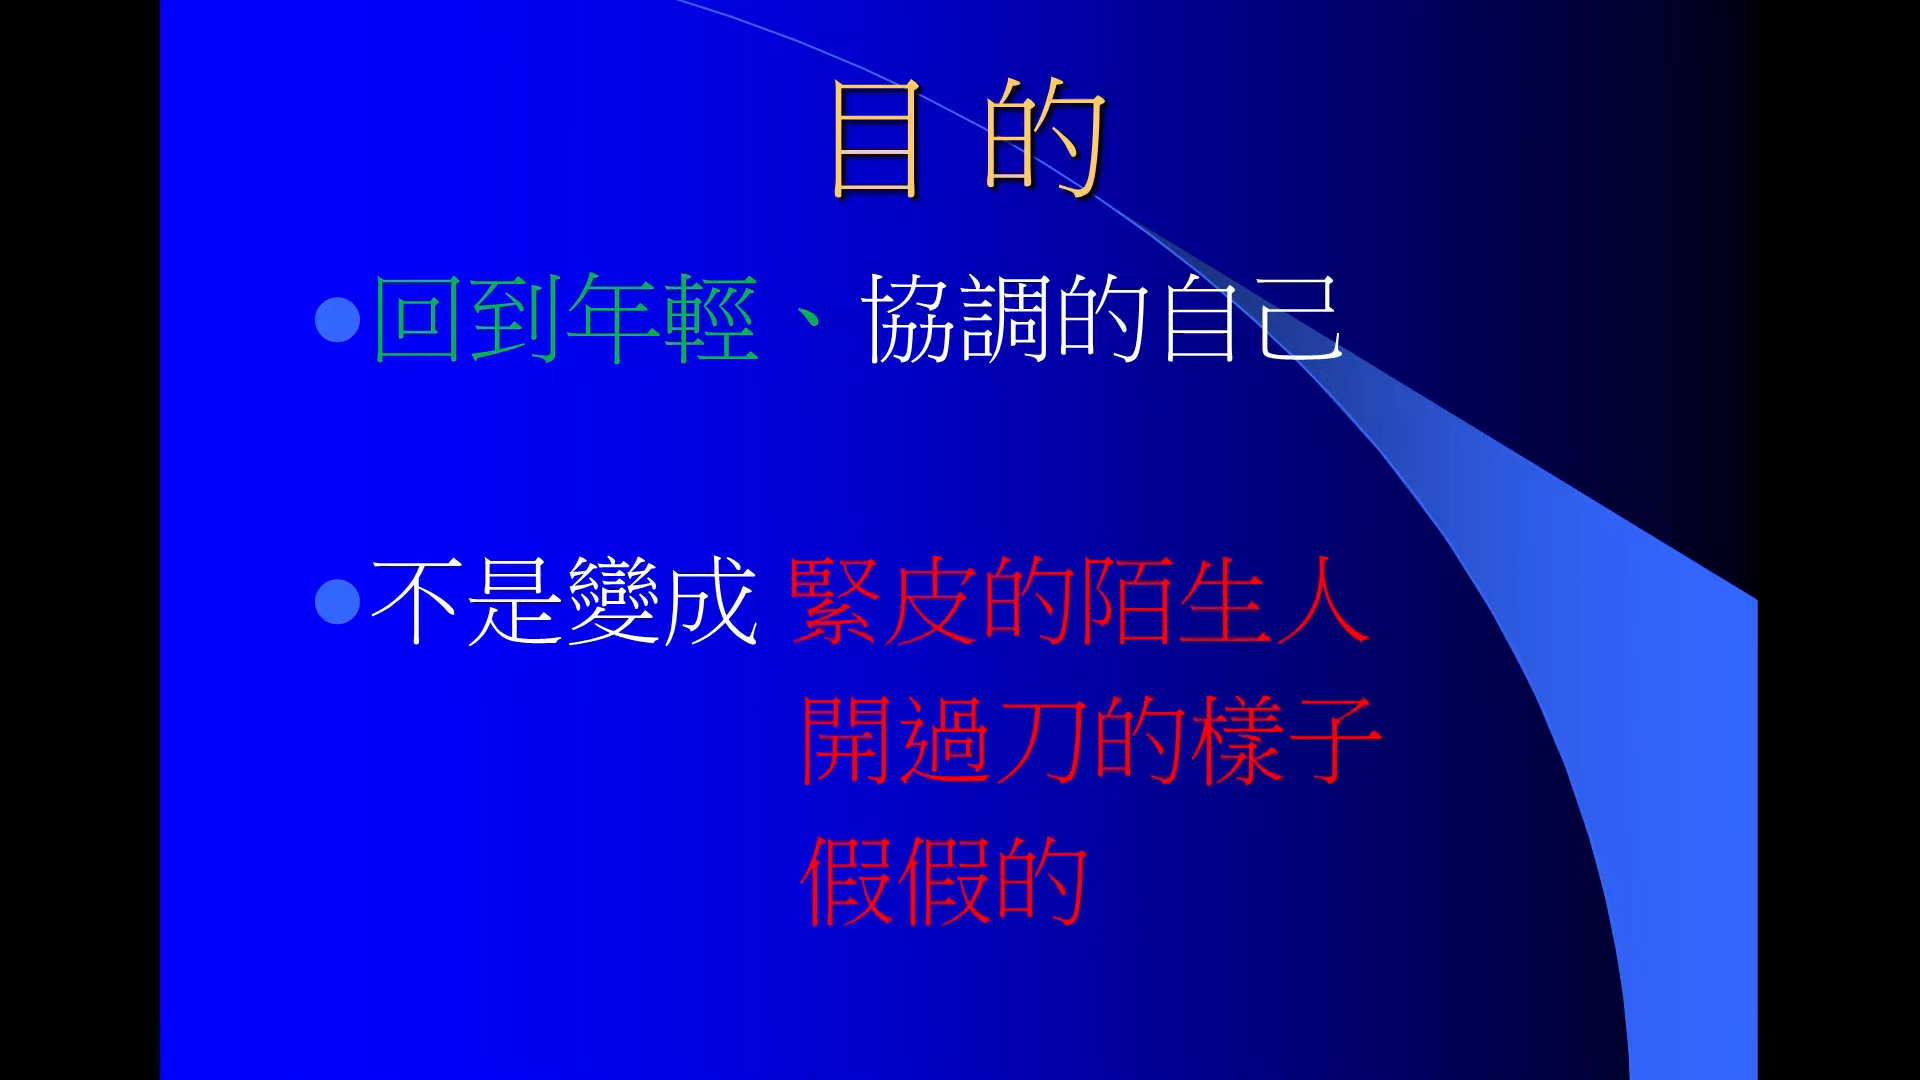 目 的
回到年輕、協調的自己
不是變成 緊皮的陌生人
開過刀的樣子
假假的